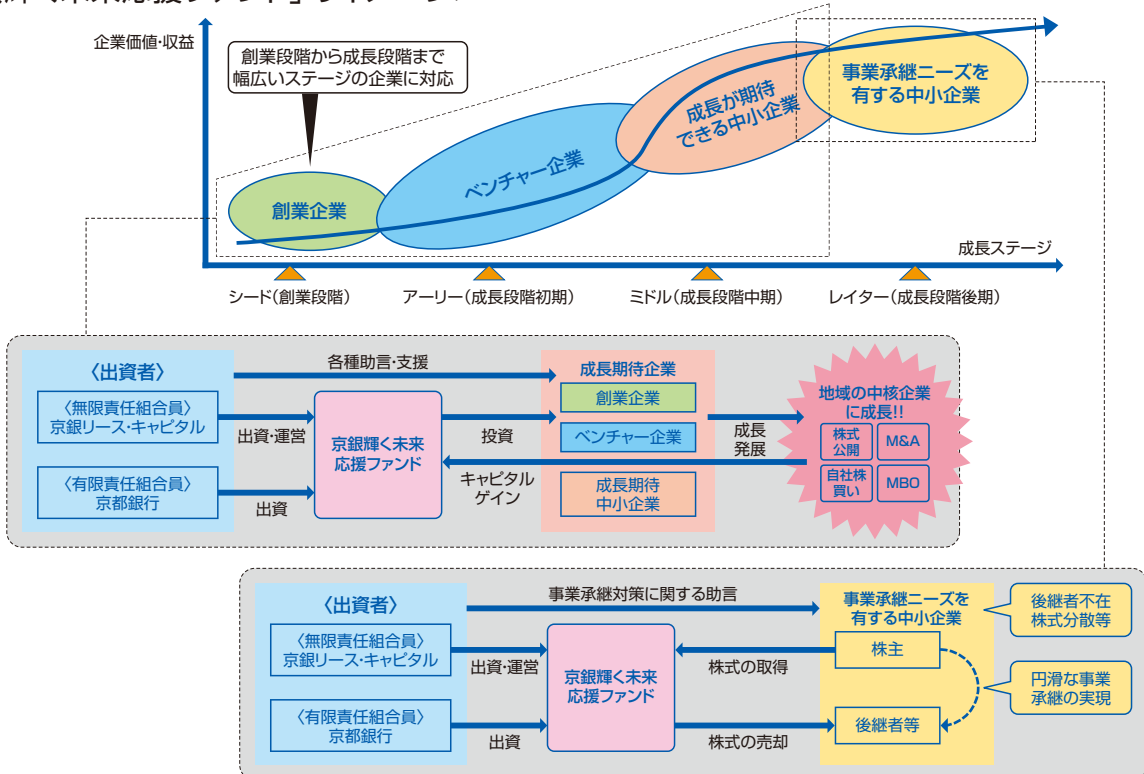 企業価値・収益
創業段階から成長段階まで
幅広いステージの企業に対応
創業企業
ベンチャー企業
成長が期待
できる中小企業
事業承継ニーズを
有する中小企業
成長ステージ
シード(創業段階)
アーリー(成長段階初期)
ミドル(成長段階中期)
レイター(成長段階後期)
〈出資者〉
〈無限責任組合員〉
京銀リース・キャピタル
〈有限責任組合員〉
京都銀行
各種助言・支援
出資・運営
出資
京銀輝く未来
応援ファンド
投資
キャピタル
ゲイン
成長期待企業
創業企業
ベンチャー企業
成長期待
中小企業
成長
発展
地域の中核企業
に成長!!
株式
公開
M&A
自社株
買い
MBO
〈出資者〉
〈無限責任組合員〉
京銀リース・キャピタル
〈有限責任組合員〉
京都銀行
事業承継対策に関する助言
出資・運営
出資
京銀輝く未来
応援ファンド
株式の取得
株式の売却
事業承継ニーズを
有する中小企業
株主
後継者等
後継者不在
株式分散等
円滑な事業
承継の実現